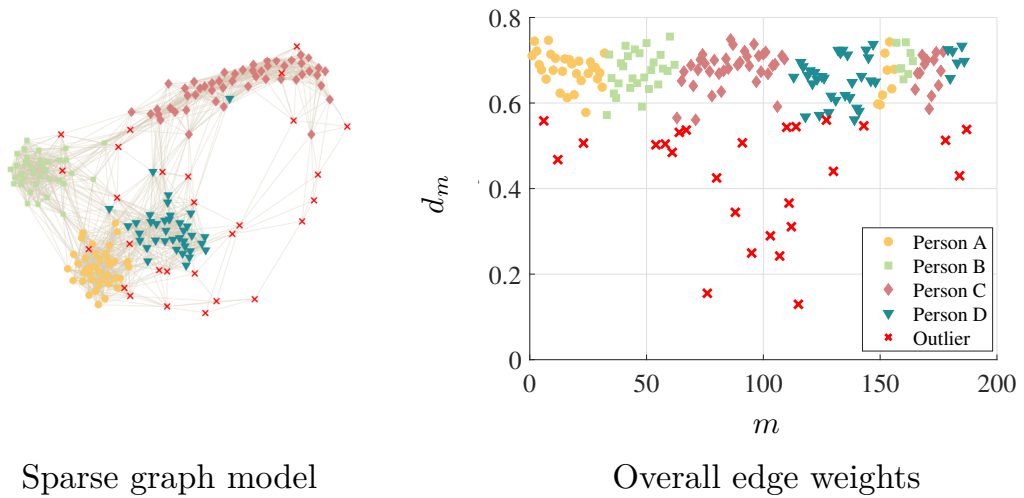 0.8
0.6
0.4
0.2
0
d_m
0 50 100 150 200
m
Person A
Person B
Person C
Person D
Outlier
Sparse graph model
Overall edge weights